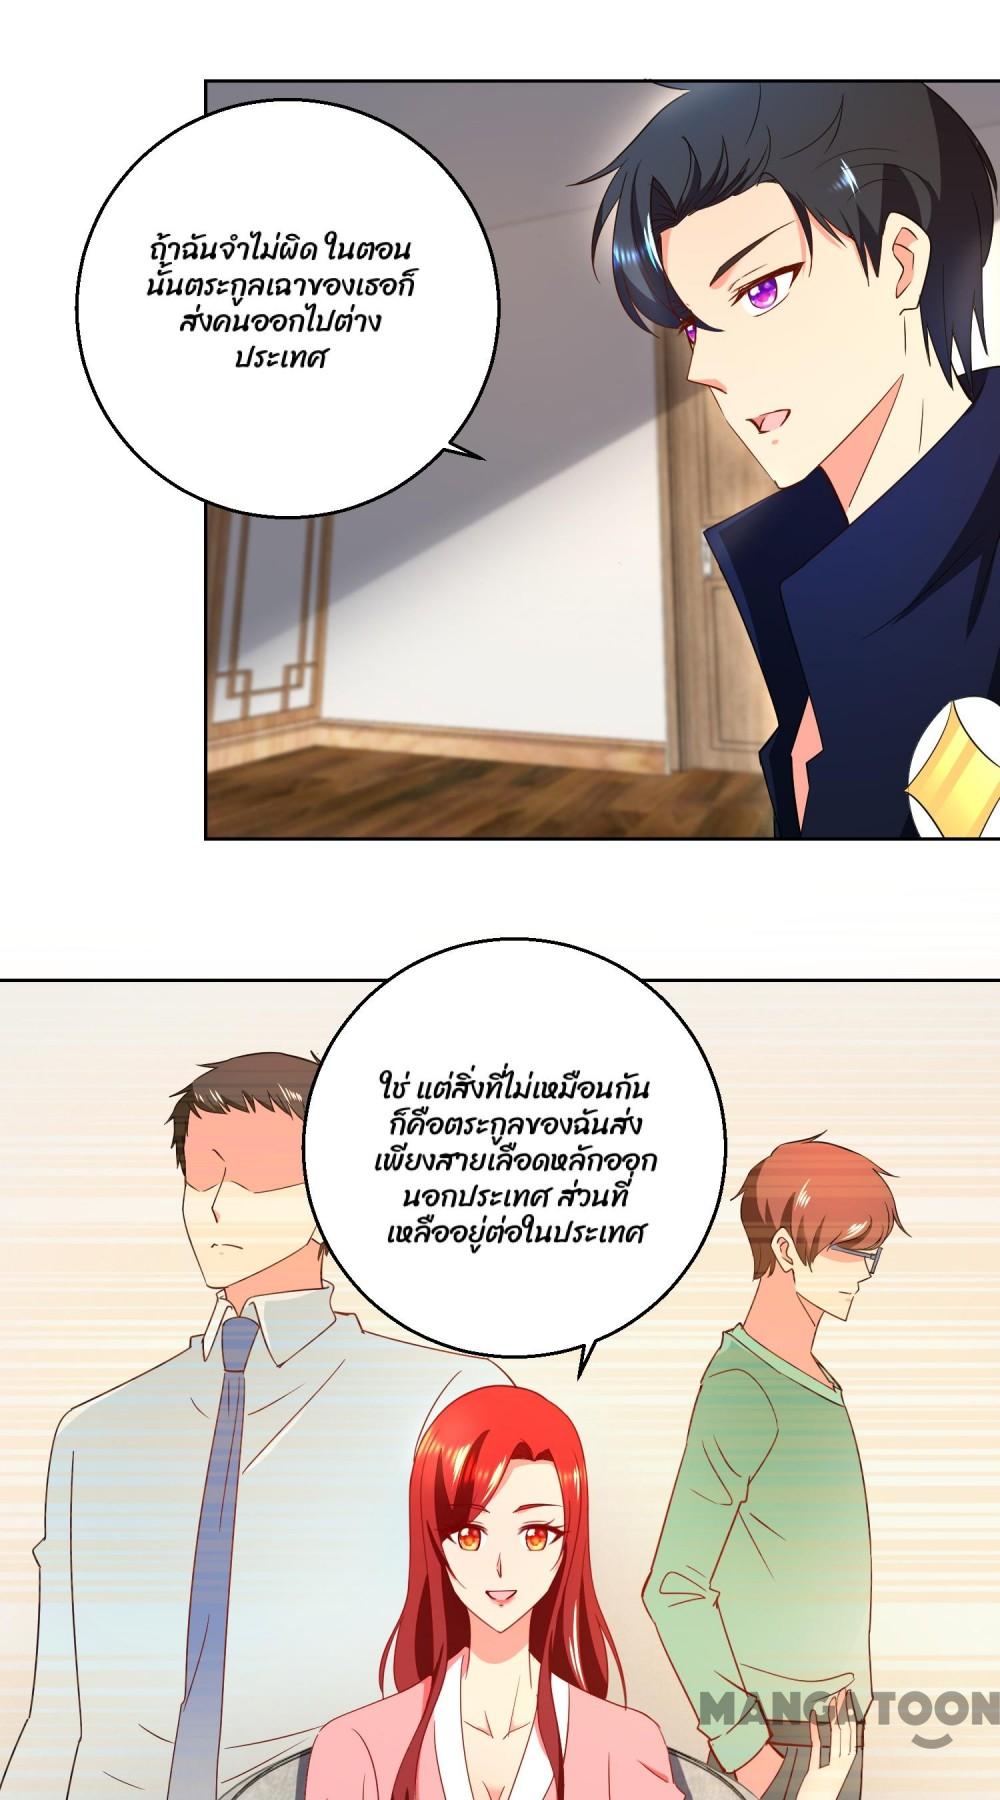 ถ้าฉันจำไม่ผิด ในตอน
นั้นตระกูลเฉาของเธอก็
ส่งคนออกไปต่าง
ประเทศ
ใช่ แต่สิ่งที่ไม่เหมือนกัน
ก็คือตระกูลของฉันส่ง
เพียงสายเลือดหลักออก
นอกประเทศ ส่วนที่
เหลืออยู่ต่อในประเทศ
MANGATOON